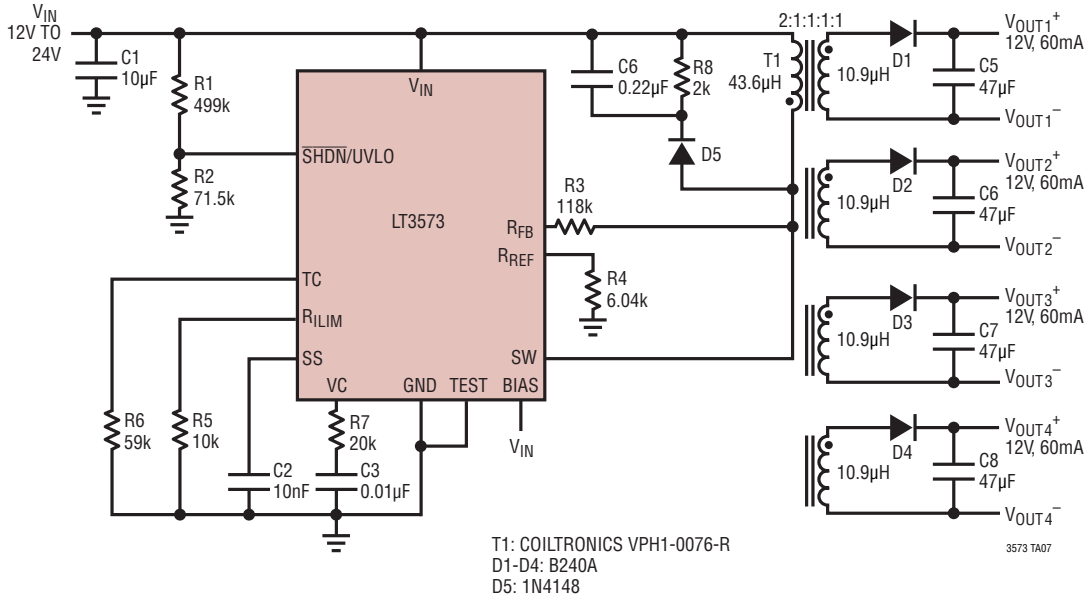 VIN
12V TO
24V
C1
10µF
R1
499k
R2
71.5k
VIN
SHDN/UVLO
LT3573
TC
RILIM
SS
VC
GND
TEST
BIAS
RFB
RREF
SW
VIN
R6
59k
R5
10k
C2
10nF
R7
20k
C3
0.01µF
C6
0.22µF
R8
2k
D5
R3
118k
R4
6.04k
2:1:1:1:1
T1
43.6µH
10.9µH
D1
C5
47µF
VOUT1+
12V, 60mA
VOUT1–
10.9µH
D2
C6
47µF
VOUT2+
12V, 60mA
VOUT2–
10.9µH
D3
C7
47µF
VOUT3+
12V, 60mA
VOUT3–
10.9µH
D4
C8
47µF
VOUT4+
12V, 60mA
VOUT4–
3573 TA07
T1: COILTRONICS VPH1-0076-R
D1-D4: B240A
D5: 1N4148